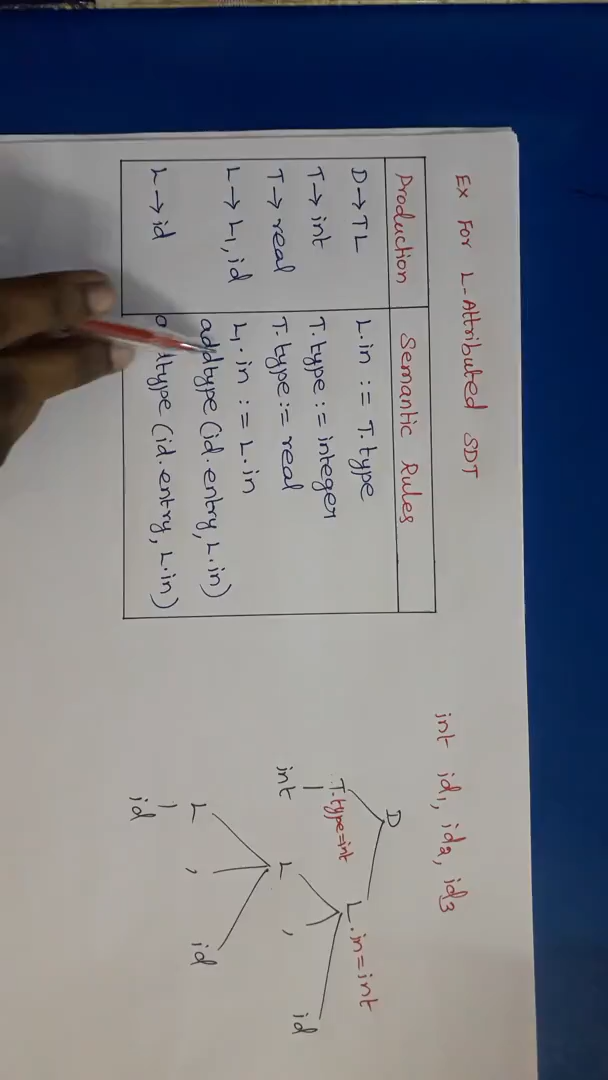 Ex For L-Attributed SDT
Production Semantic Rules
D→TL L.in := T.type
T→int T.type := integer
T→real T.type := real
L→L₁, id L₁.in := L.in
addtype (id.entry, L.in)
L→id type (id.entry, L.in)
int id₁, id₂, id₃
D
T.type=int L.in=int
int L , id
L , id
id